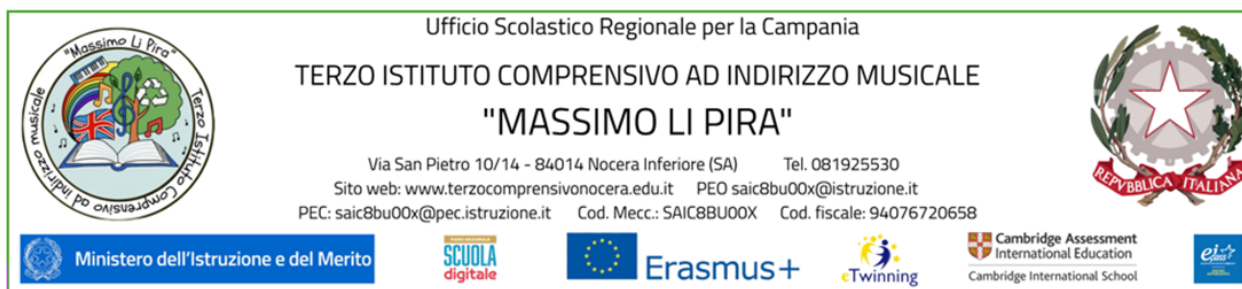 Ufficio Scolastico Regionale per la Campania
TERZO ISTITUTO COMPRENSIVO AD INDIRIZZO MUSICALE
"MASSIMO LI PIRA"
Via San Pietro 10/14 - 84014 Nocera Inferiore (SA) Tel. 081925530
Sito web: www.terzocomprensivonocera.edu.it PEO saic8bu00x@istruzione.it
PEC: saic8bu00x@pec.istruzione.it Cod. Mecc.: SAIC8BU00X Cod. fiscale: 94076720658
"Massimo Li Pira"
Terzo Istituto Comprensivo ad indirizzo musicale
REPVBBLICA ITALIANA
Ministero dell'Istruzione e del Merito
SCUOLA
digitale
Erasmus+
eTwinning
Cambridge Assessment
International Education
Cambridge International School